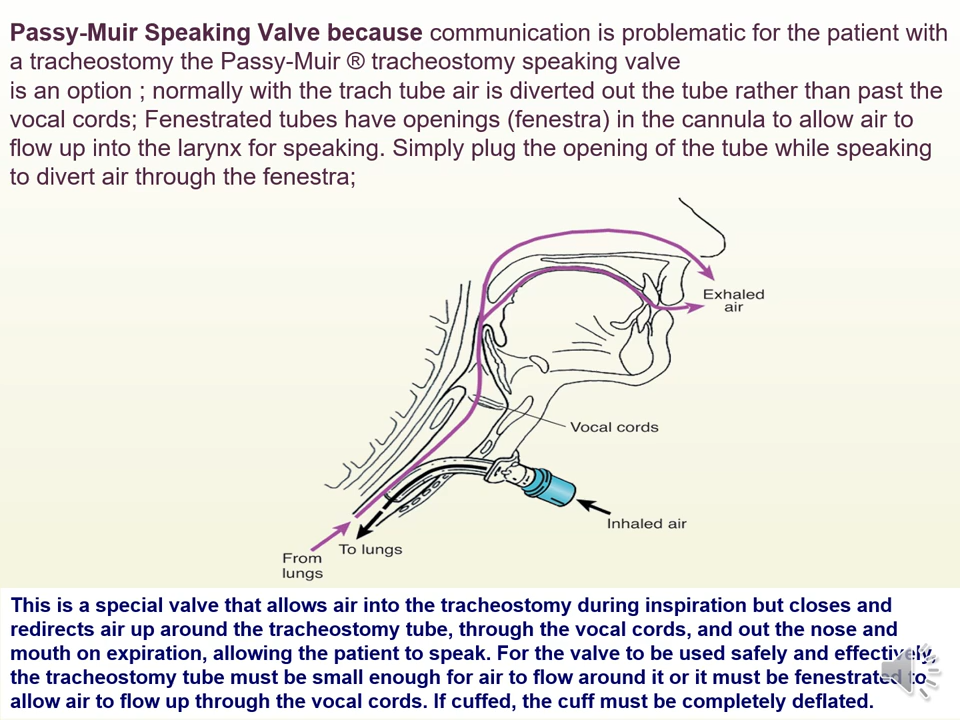 Passy-Muir Speaking Valve because communication is problematic for the patient with
a tracheostomy the Passy-Muir ® tracheostomy speaking valve
is an option ; normally with the trach tube air is diverted out the tube rather than past the
vocal cords; Fenestrated tubes have openings (fenestra) in the cannula to allow air to
flow up into the larynx for speaking. Simply plug the opening of the tube while speaking
to divert air through the fenestra;
Exhaled
air
Vocal cords
Inhaled air
To lungs
From
lungs
This is a special valve that allows air into the tracheostomy during inspiration but closes and
redirects air up around the tracheostomy tube, through the vocal cords, and out the nose and
mouth on expiration, allowing the patient to speak. For the valve to be used safely and effectively,
the tracheostomy tube must be small enough for air to flow around it or it must be fenestrated to
allow air to flow up through the vocal cords. If cuffed, the cuff must be completely deflated.